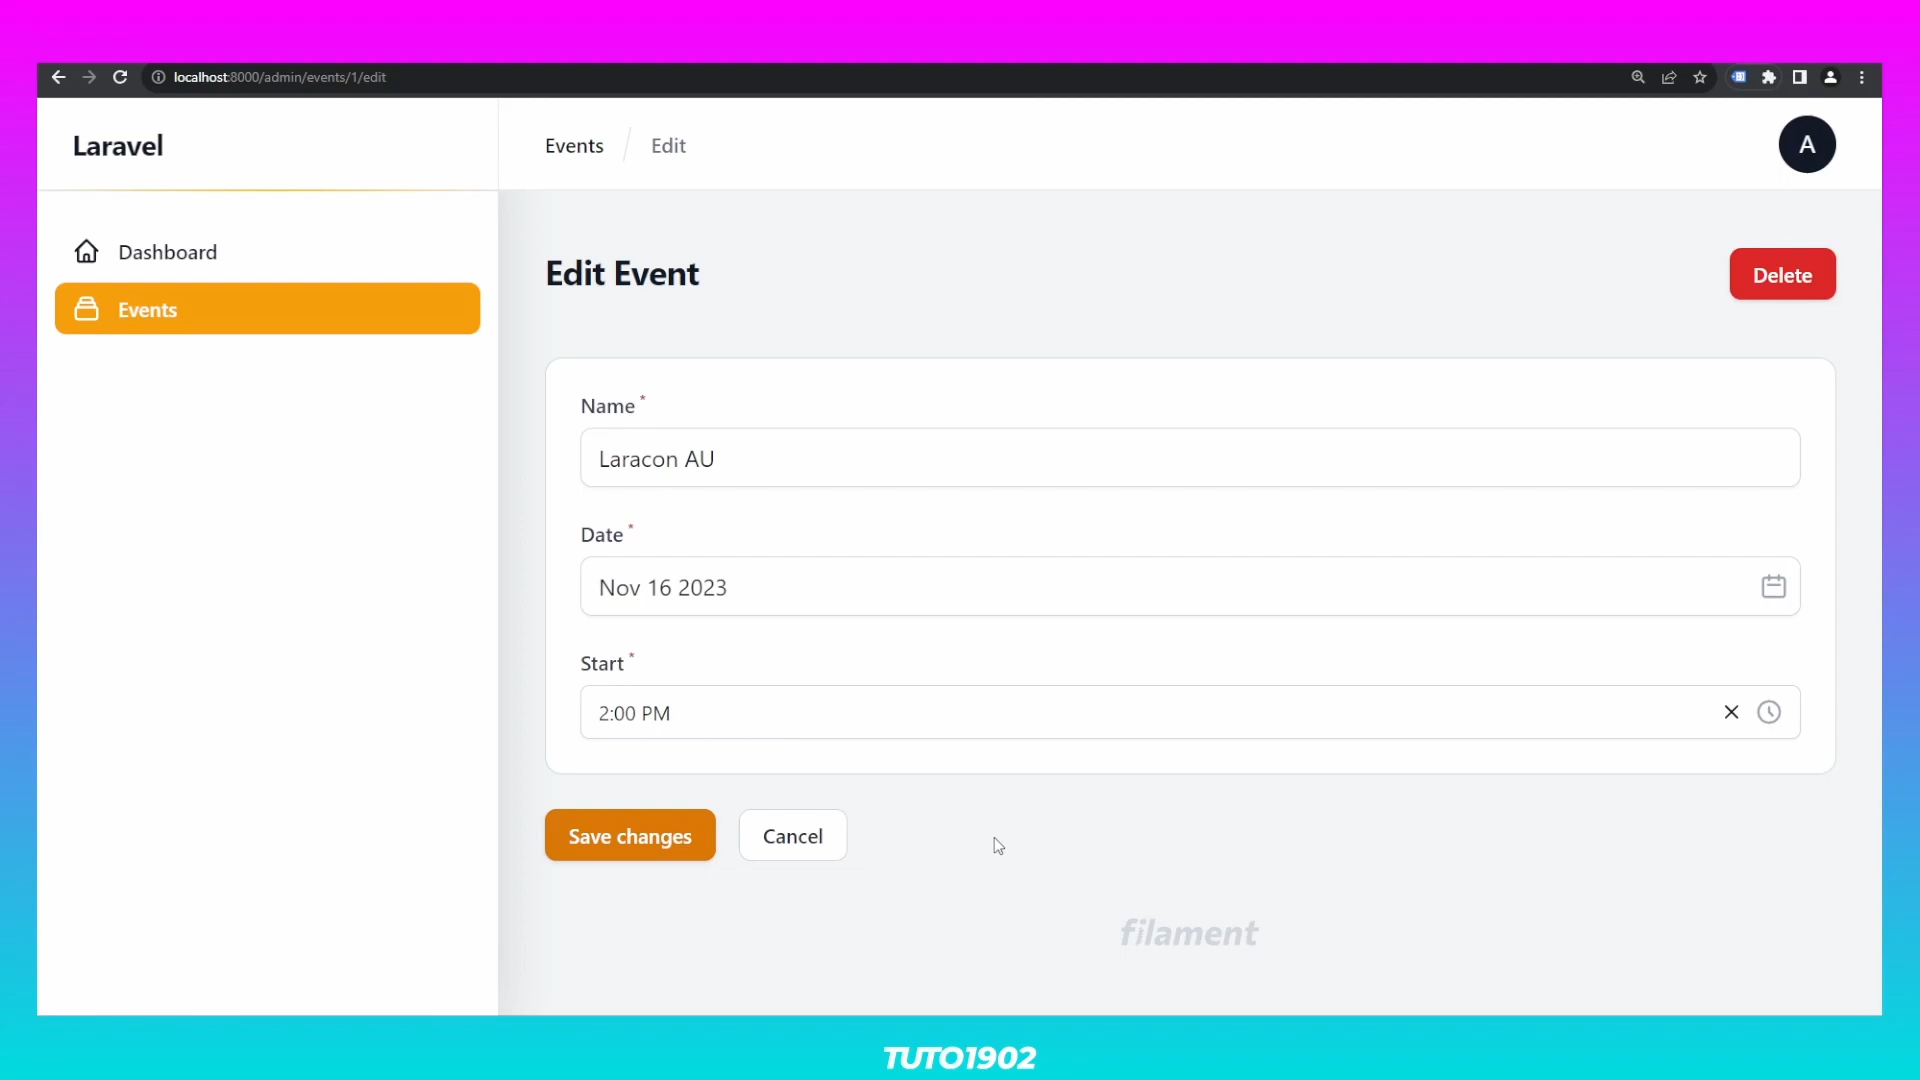 localhost:8000/admin/events/1/edit
Laravel
Events / Edit
A
Dashboard
Events
Edit Event
Delete
Name*
Laracon AU
Date*
Nov 16 2023
Start*
2:00 PM
Save changes
Cancel
filament
TUTO1902